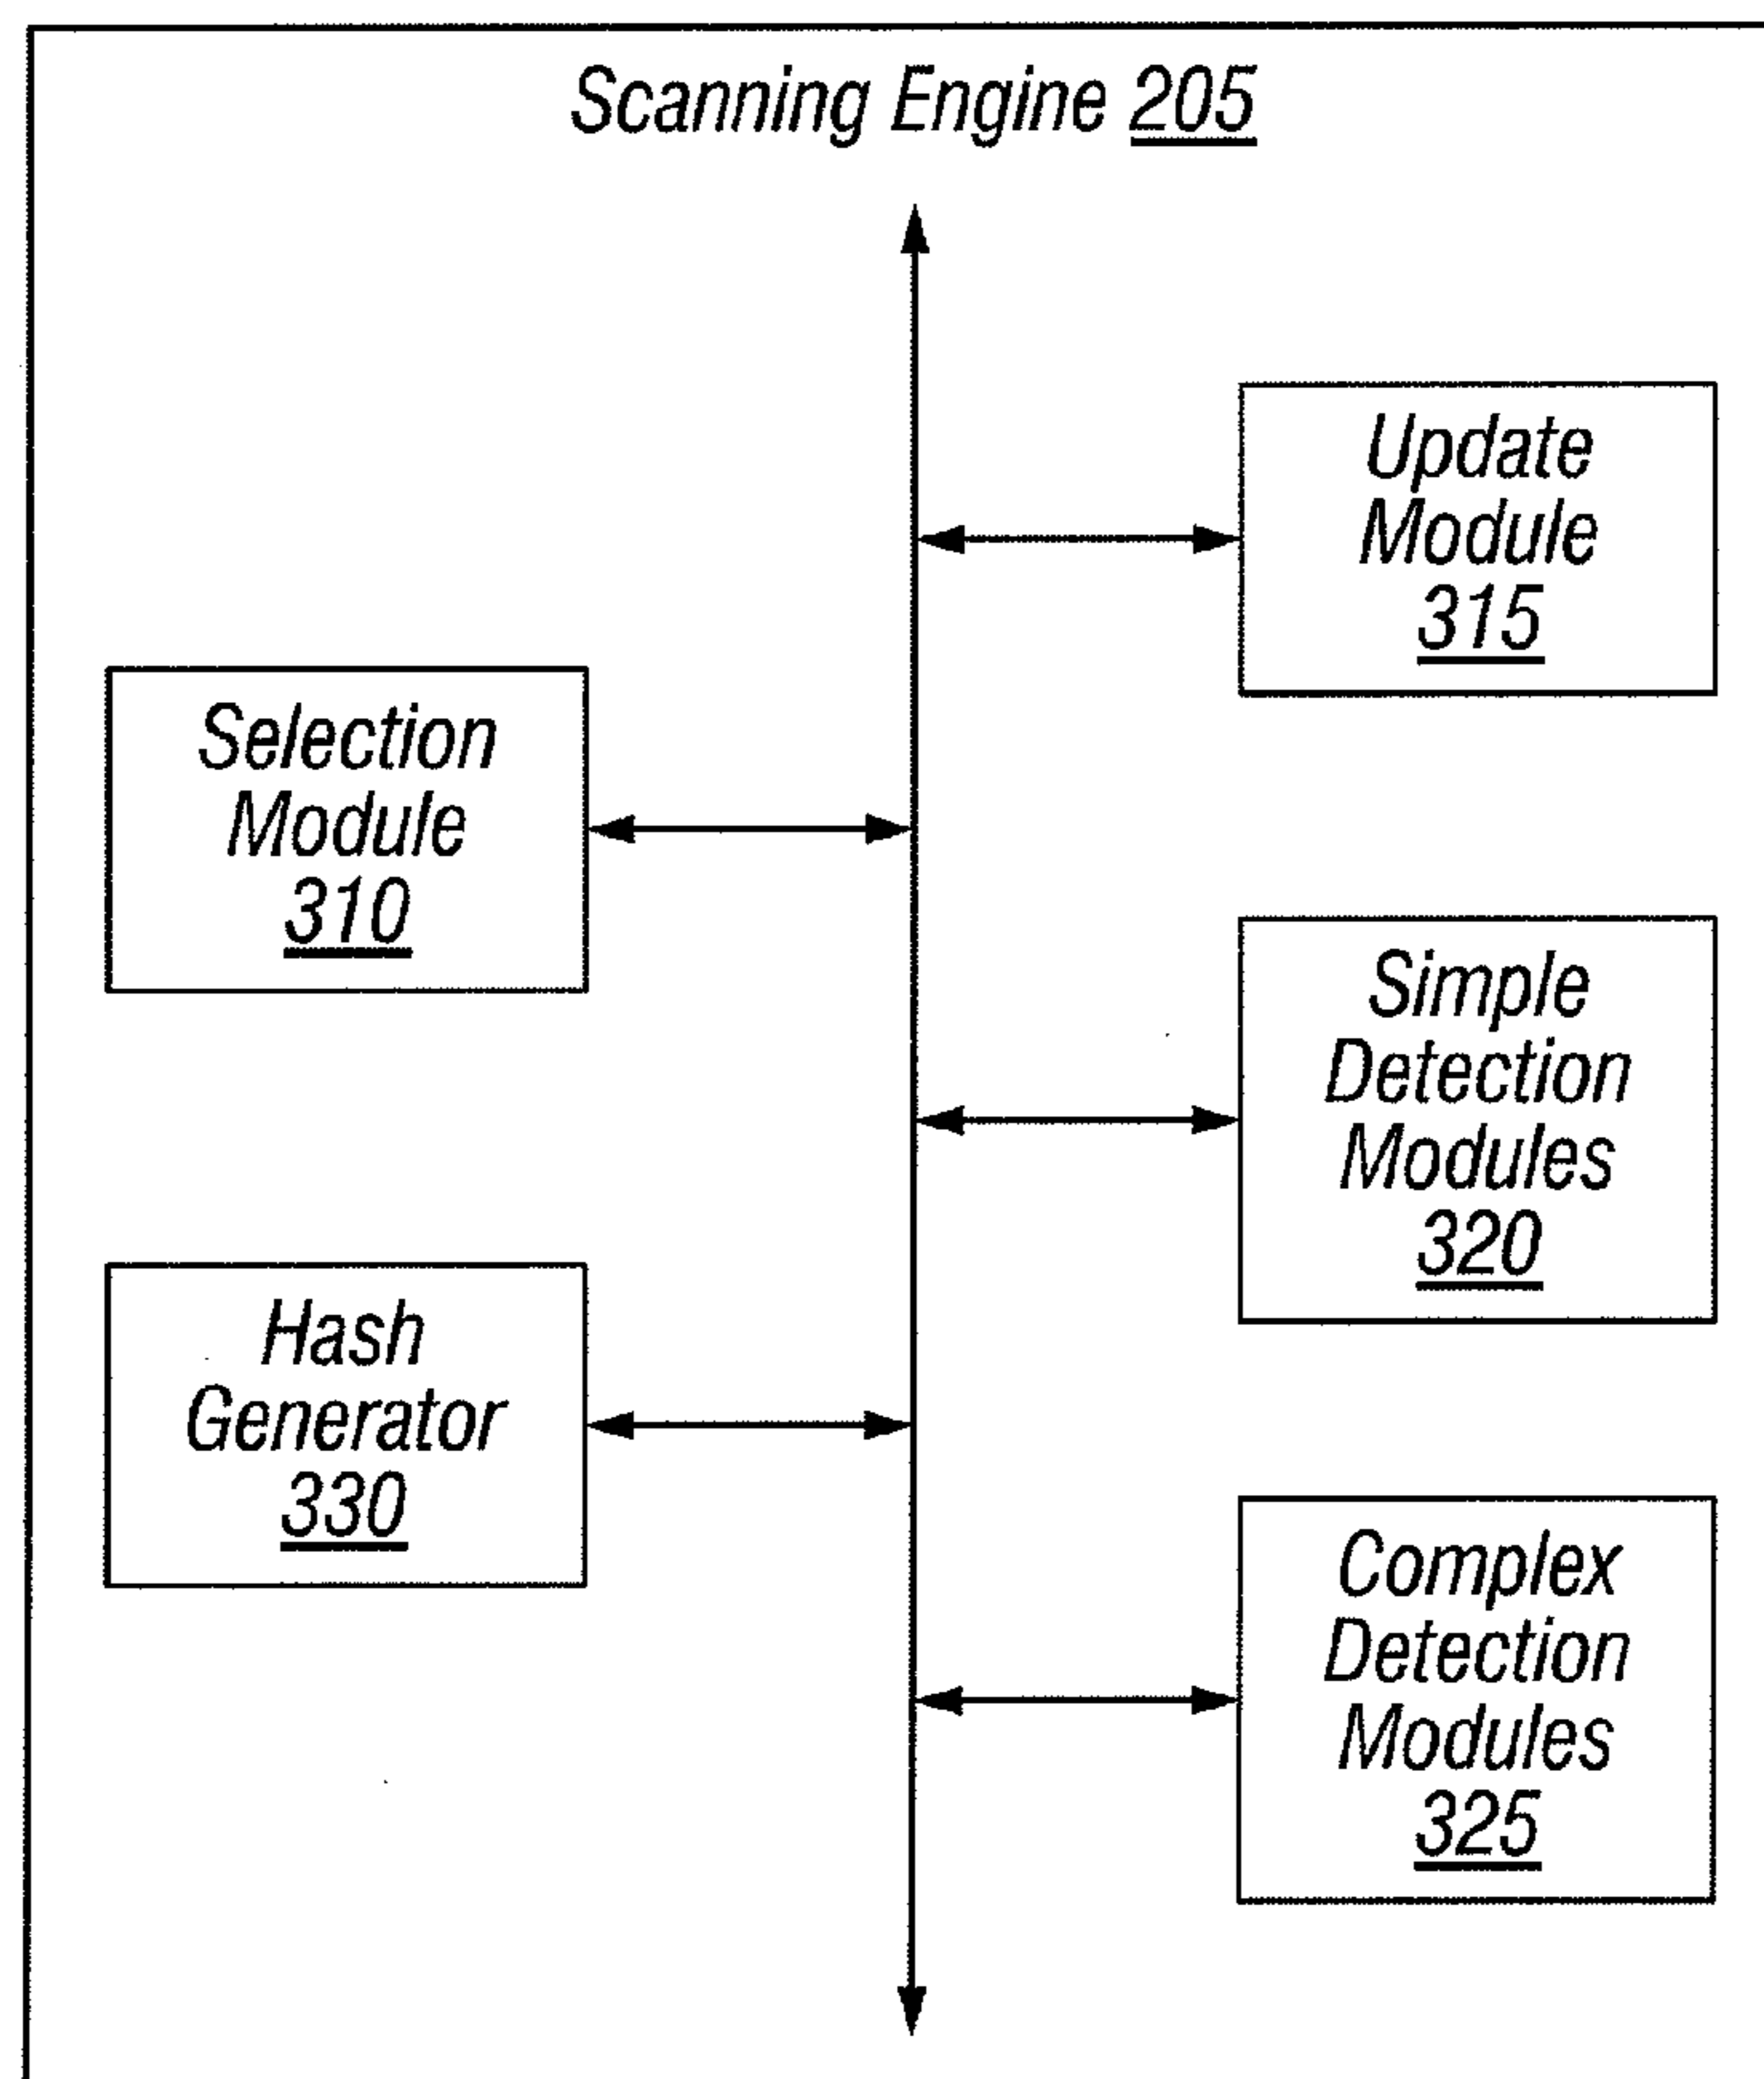 Scanning Engine 205
Update
Module
315
Selection
Module
310
Simple
Detection
Modules
320
Hash
Generator
330
Complex
Detection
Modules
325